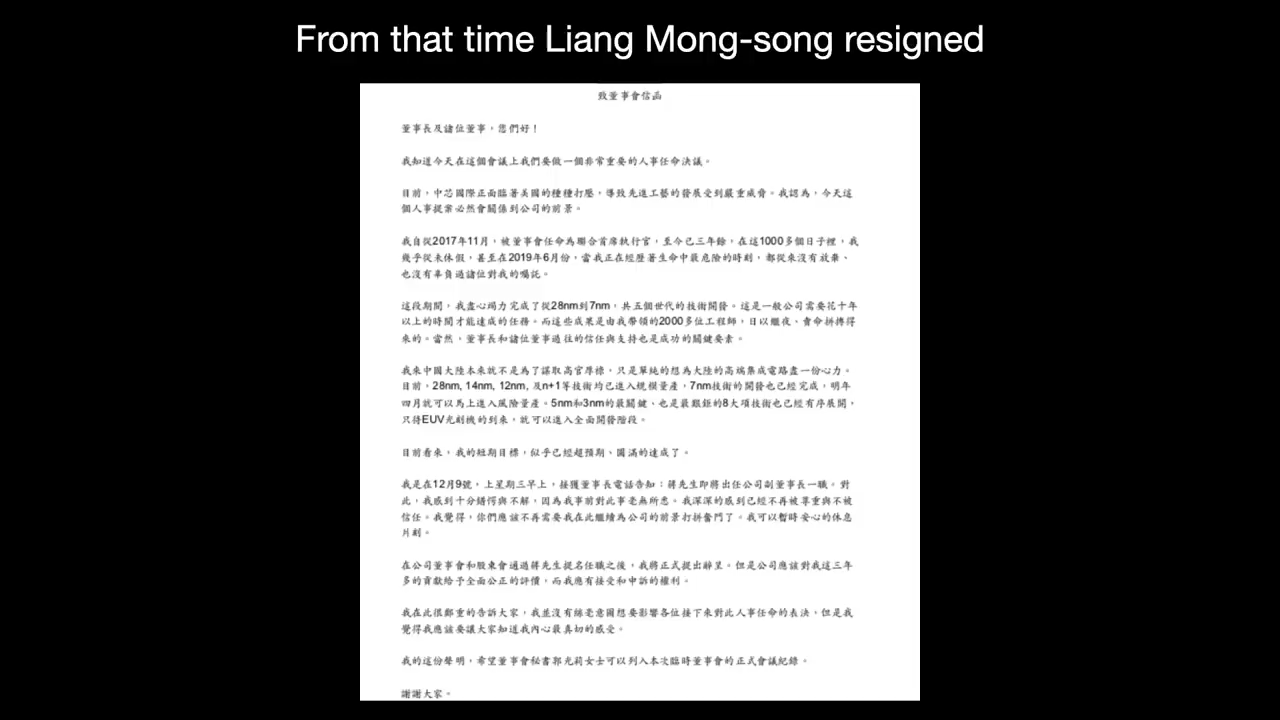 From that time Liang Mong-song resigned
致董事會信函
董事長及諸位董事，您們好！
我知道今天在這個會議上我們要做一個非常重要的人事任命決議。
目前，中芯國際正面臨著美國的種種打壓，導致先進工藝的發展受到嚴重威脅。我認為，今天這
個人事提案必然會關係到公司的前景。
我自從2017年11月，被董事會任命為聯合首席執行官，至今已三年餘，在這1000多個日子裡，我
幾乎從未休假，甚至在2019年6月份，當我正在經歷著生命中最危險的時刻，都從來沒有放棄、
也沒有辜負過諸位對我的囑託。
這段期間，我盡心竭力完成了從28nm到7nm，共五個世代的技術開發。這是一般公司需要花十年
以上的時間才能達成的任務。而這些成果是由我帶領的2000多位工程師，日以繼夜、賣命拼搏得
來的。當然，董事長和諸位董事過往的信任與支持也是成功的關鍵要素。
我來中國大陸本來就不是為了謀取高官厚祿，只是單純的想為大陸的高端集成電路盡一份心力。
目前，28nm, 14nm, 12nm, 及n+1等技術均已進入規模量產，7nm技術的開發也已經完成，明年
四月就可以馬上進入風險量產。5nm和3nm的最關鍵、也是最艱鉅的8大項技術也已經有序展開，
只待EUV光刻機的到來，就可以進入全面開發階段。
目前看來，我的短期目標，似乎已經超預期、圓滿的達成了。
我是在12月9號，上星期三早上，接獲董事長電話告知：蔣先生即將出任公司副董事長一職。對
此，我感到十分錯愕與不解，因為我事前對此事毫無所悉。我深深的感到已經不再被尊重與不被
信任。我覺得，你們應該不再需要我在此繼續為公司的前景打拼奮鬥了。我可以暫時安心的休息
片刻。
在公司董事會和股東會通過蔣先生提名任職之後，我將正式提出辭呈。但是公司應該對我這三年
多的貢獻給予全面公正的評價，而我應有接受和申訴的權利。
我在此很鄭重的告訴大家，我並沒有絲毫意圖想要影響各位接下來對此人事任命的表決，但是我
覺得我應該要讓大家知道我內心最真切的感受。
我的這份聲明，希望董事會秘書郭光莉女士可以列入本次臨時董事會的正式會議紀錄。
謝謝大家。